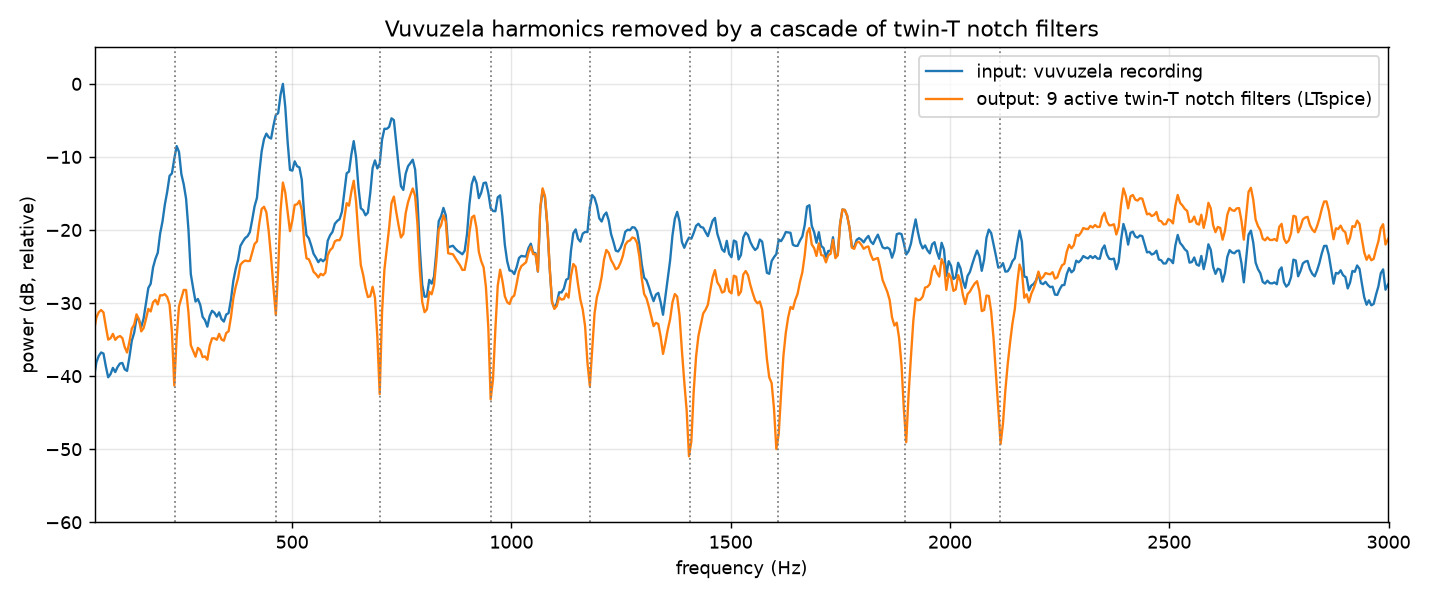 Vuvuzela harmonics removed by a cascade of twin-T notch filters
input: vuvuzela recording
output: 9 active twin-T notch filters (LTspice)
power (dB, relative)
0
−10
−20
−30
−40
−50
−60
500
1000
1500
2000
2500
3000
frequency (Hz)